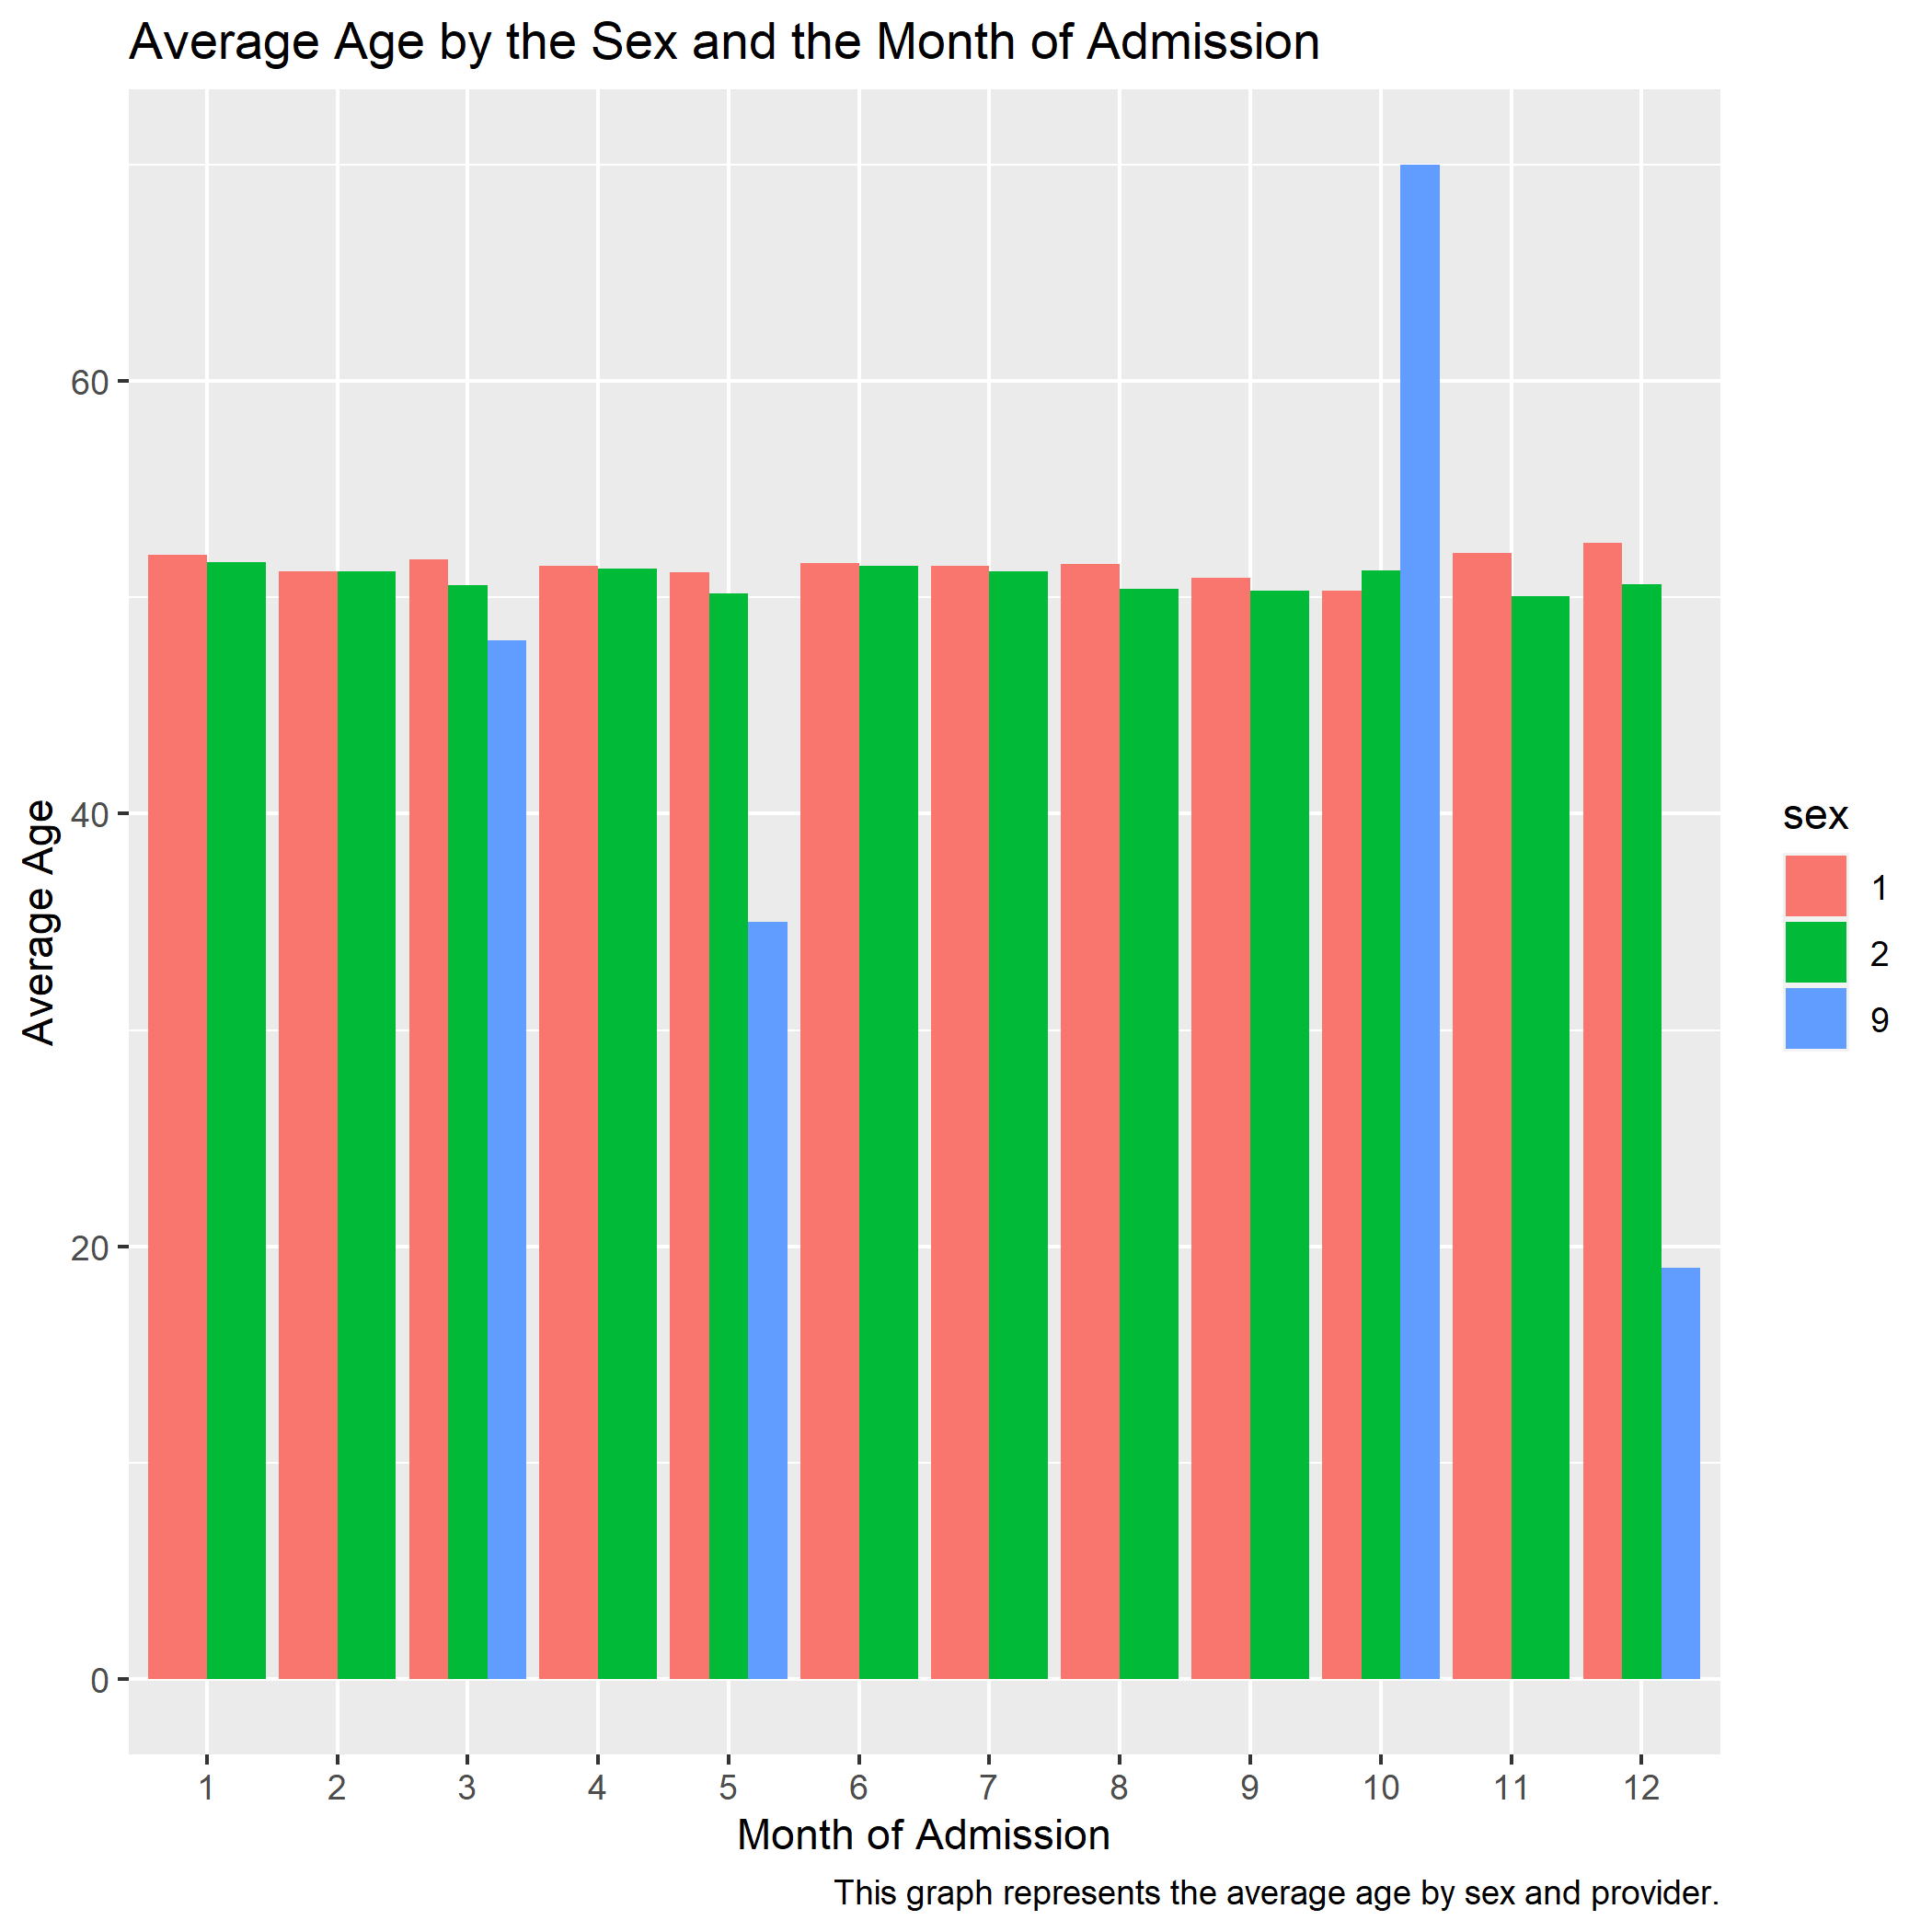 Average Age by the Sex and the Month of Admission
Average Age
60
40
20
0
1 2 3 4 5 6 7 8 9 10 11 12
Month of Admission
This graph represents the average age by sex and provider.
sex
1
2
9